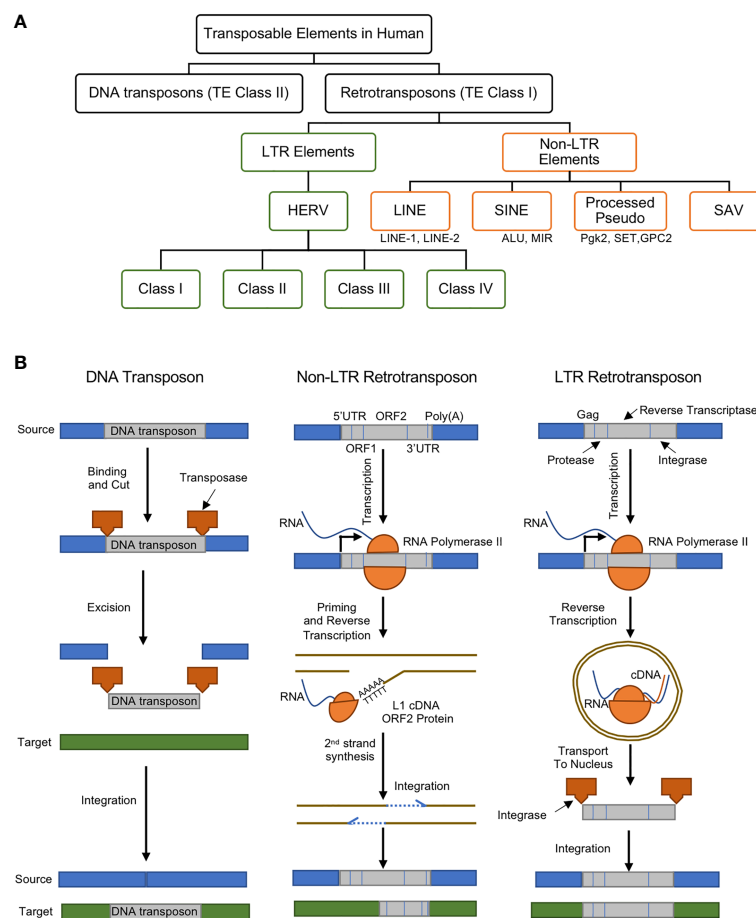 A
Transposable Elements in Human
DNA transposons (TE Class II)
Retrotransposons (TE Class I)
LTR Elements
Non-LTR
Elements
HERV
LINE
SINE
Processed
Pseudo
SAV
LINE-1, LINE-2
ALU, MIR
Pgk2, SET,GPC2
Class I
Class II
Class III
Class IV
B
DNA Transposon
Source
DNA transposon
Binding
and Cut
Transposase
DNA transposon
Excision
DNA transposon
Target
Integration
Source
Target
DNA transposon
Non-LTR Retrotransposon
5'UTR
ORF2
Poly(A)
ORF1
3'UTR
Transcription
RNA
RNA Polymerase II
Priming
and Reverse
Transcription
RNA
AAAAA
TTTTT
L1 cDNA
ORF2 Protein
2nd strand
synthesis
Integration
LTR Retrotransposon
Gag
Reverse Transcriptase
Protease
Integrase
Transcription
RNA
RNA Polymerase II
Reverse
Transcription
cDNA
RNA
Transport
To Nucleus
Integrase
Integration